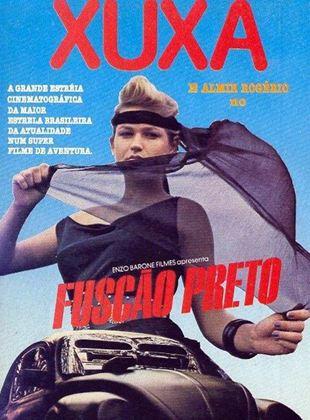 XUXA
A GRANDE ESTRÉIA
CINEMATOGRÁFICA
DA MAIOR
ESTRELA BRASILEIRA
DA ATUALIDADE
NUM SUPER
FILME DE AVENTURA.
E ALMIR ROGÉRIO
no
ENZO BARONE FILMES apresenta
FUSCÃO PRETO